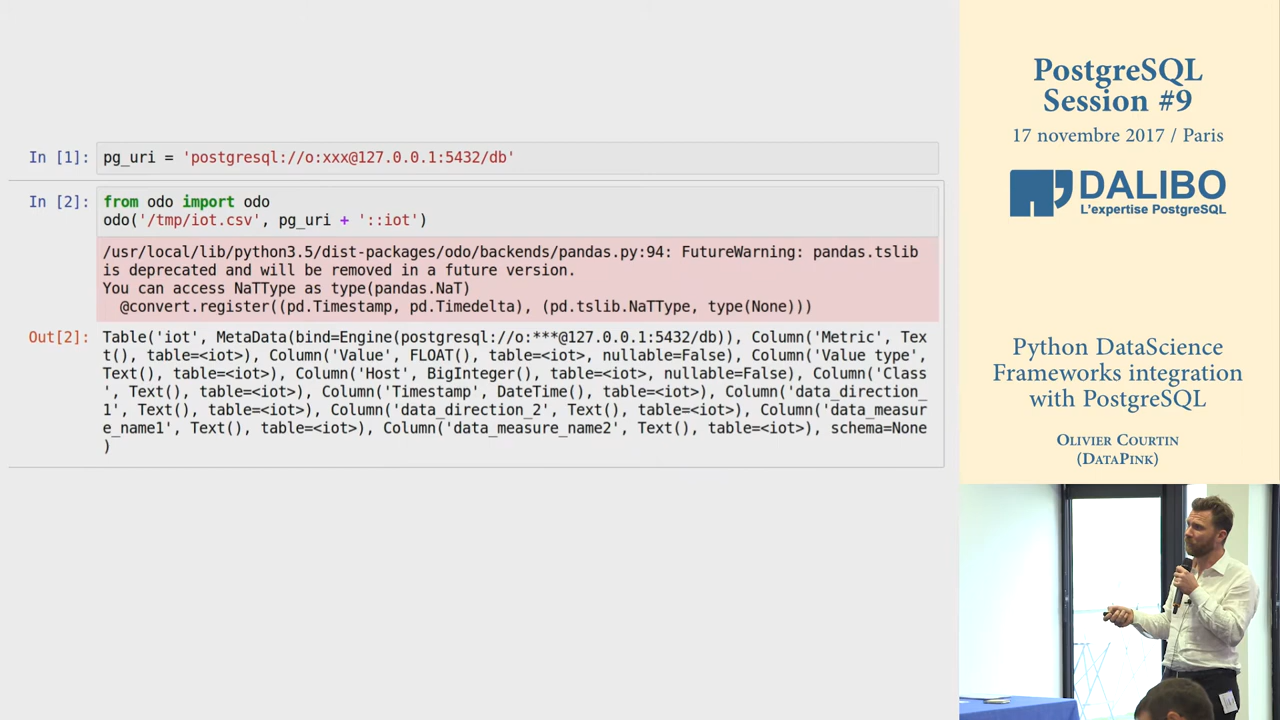 In [1]: pg_uri = 'postgresql://o:xxx@127.0.0.1:5432/db'
In [2]: from odo import odo
odo('/tmp/iot.csv', pg_uri + '::iot')
/usr/local/lib/python3.5/dist-packages/odo/backends/pandas.py:94: FutureWarning: pandas.tslib
is deprecated and will be removed in a future version.
You can access NaTType as type(pandas.NaT)
@convert.register((pd.Timestamp, pd.Timedelta), (pd.tslib.NaTType, type(None)))
Out[2]: Table('iot', MetaData(bind=Engine(postgresql://o:***@127.0.0.1:5432/db)), Column('Metric', Tex
t(), table=<iot>), Column('Value', FLOAT(), table=<iot>, nullable=False), Column('Value type',
Text(), table=<iot>), Column('Host', BigInteger(), table=<iot>, nullable=False), Column('Class
', Text(), table=<iot>), Column('Timestamp', DateTime(), table=<iot>), Column('data_direction_
1', Text(), table=<iot>), Column('data_direction_2', Text(), table=<iot>), Column('data_measur
e_name1', Text(), table=<iot>), Column('data_measure_name2', Text(), table=<iot>), schema=None
)
PostgreSQL
Session #9
17 novembre 2017 / Paris
DALIBO
L'expertise PostgreSQL
Python DataScience
Frameworks integration
with PostgreSQL
Olivier Courtin
(DataPink)